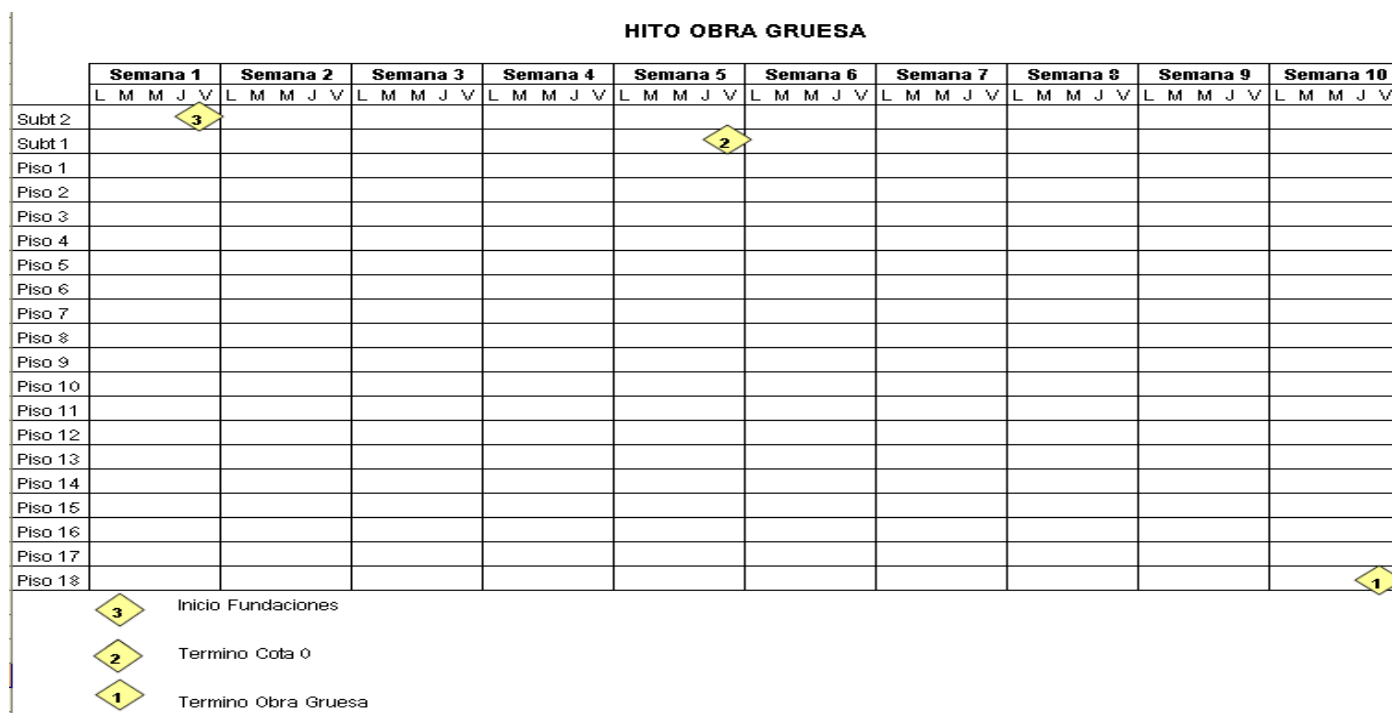 HITO OBRA GRUESA
Semana 1 Semana 2 Semana 3 Semana 4 Semana 5 Semana 6 Semana 7 Semana 8 Semana 9 Semana 10
L M M J V L M M J V L M M J V L M M J V L M M J V L M M J V L M M J V L M M J V L M M J V L M M J V
Subt 2 3
Subt 1 2
Piso 1
Piso 2
Piso 3
Piso 4
Piso 5
Piso 6
Piso 7
Piso 8
Piso 9
Piso 10
Piso 11
Piso 12
Piso 13
Piso 14
Piso 15
Piso 16
Piso 17
Piso 18 1
3 Inicio Fundaciones
2 Termino Cota 0
1 Termino Obra Gruesa